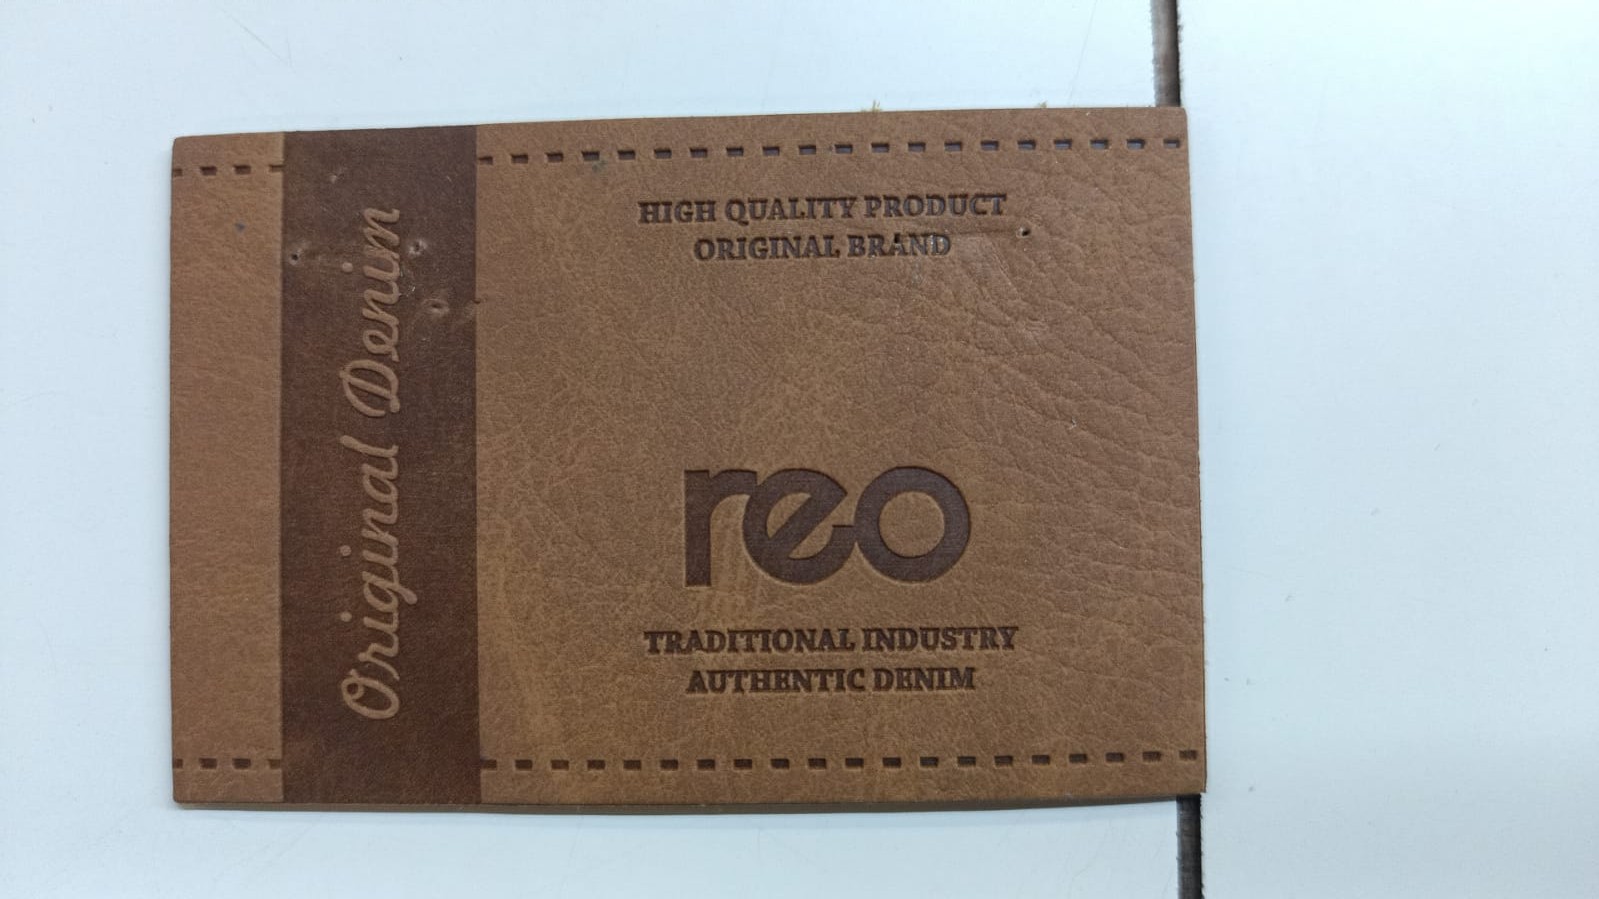 Original Denim
HIGH QUALITY PRODUCT
ORIGINAL BRAND
reo
TRADITIONAL INDUSTRY
AUTHENTIC DENIM